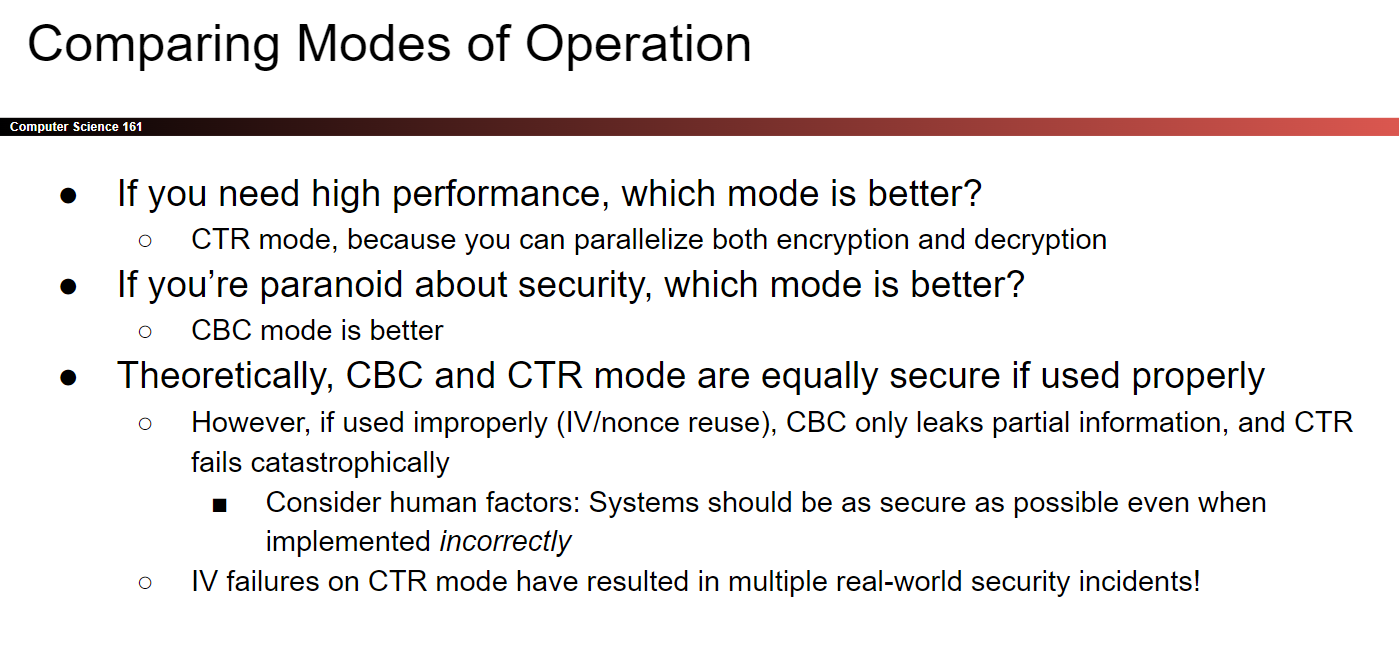 Comparing Modes of Operation
Computer Science 161
● If you need high performance, which mode is better?
○ CTR mode, because you can parallelize both encryption and decryption
● If you’re paranoid about security, which mode is better?
○ CBC mode is better
● Theoretically, CBC and CTR mode are equally secure if used properly
○ However, if used improperly (IV/nonce reuse), CBC only leaks partial information, and CTR
fails catastrophically
■ Consider human factors: Systems should be as secure as possible even when
implemented incorrectly
○ IV failures on CTR mode have resulted in multiple real-world security incidents!